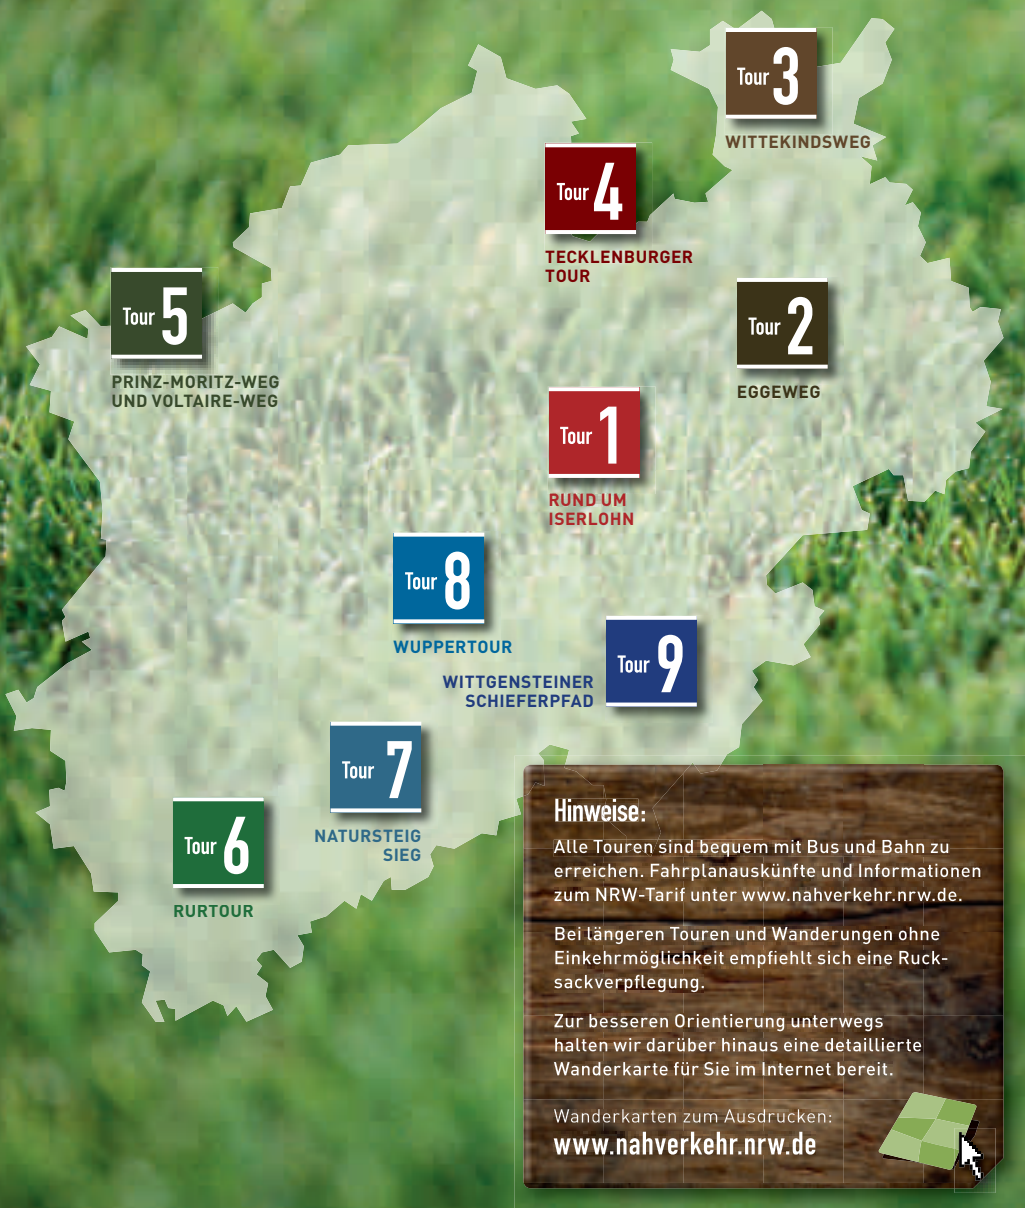 Tour 3
WITTEKINDSWEG
Tour 4
TECKLENBURGER
TOUR
Tour 5
PRINZ-MORITZ-WEG
UND VOLTAIRE-WEG
Tour 2
EGGEWEG
Tour 1
RUND UM
ISERLOHN
Tour 8
WUPPERTOUR
Tour 9
WITTGENSTEINER
SCHIEFERPFAD
Tour 7
NATURSTEIG
SIEG
Tour 6
RURTOUR
Hinweise:
Alle Touren sind bequem mit Bus und Bahn zu
erreichen. Fahrplanauskünfte und Informationen
zum NRW-Tarif unter www.nahverkehr.nrw.de.
Bei längeren Touren und Wanderungen ohne
Einkehrmöglichkeit empfiehlt sich eine Ruck-
sackverpflegung.
Zur besseren Orientierung unterwegs
halten wir darüber hinaus eine detaillierte
Wanderkarte für Sie im Internet bereit.
Wanderkarten zum Ausdrucken:
www.nahverkehr.nrw.de